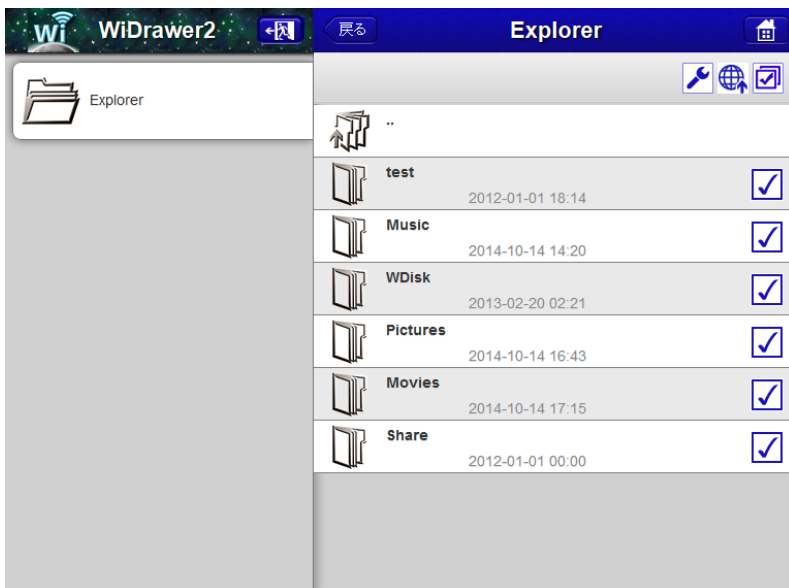 Wi
WiDrawer2
Explorer
戻る
Explorer
..
test
2012-01-01 18:14
Music
2014-10-14 14:20
WDisk
2013-02-20 02:21
Pictures
2014-10-14 16:43
Movies
2014-10-14 17:15
Share
2012-01-01 00:00